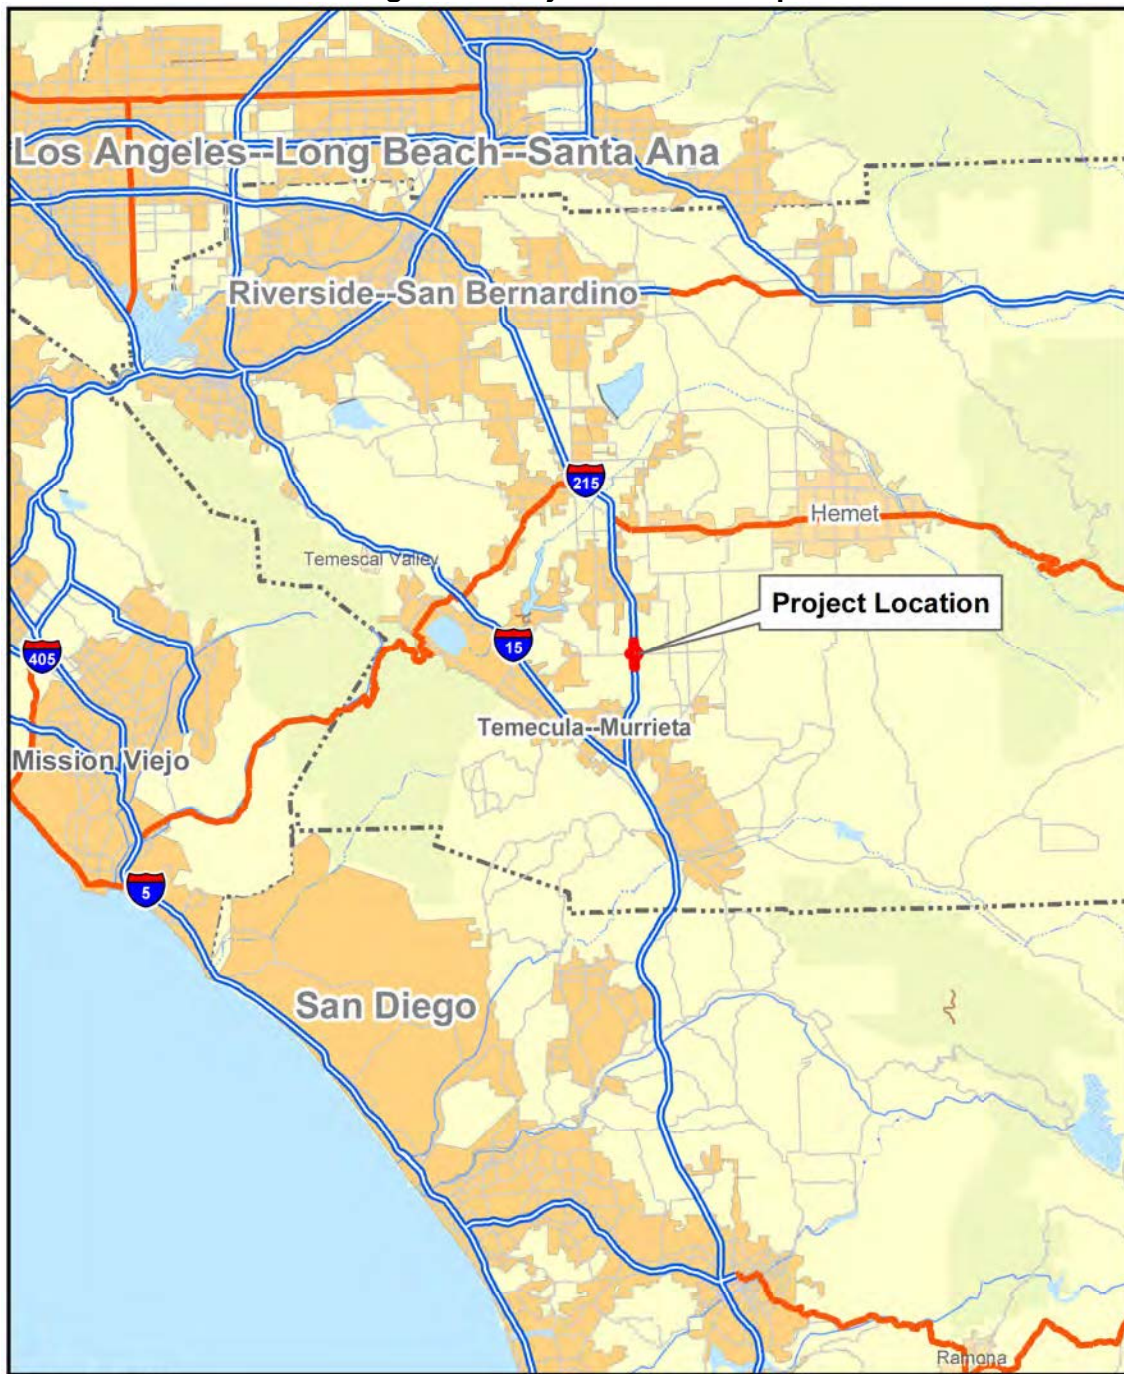 Los Angeles--Long Beach--Santa Ana
Riverside--San Bernardino
215
Hemet
Temescal Valley
Project Location
15
405
Temecula--Murrieta
Mission Viejo
5
San Diego
Ramona